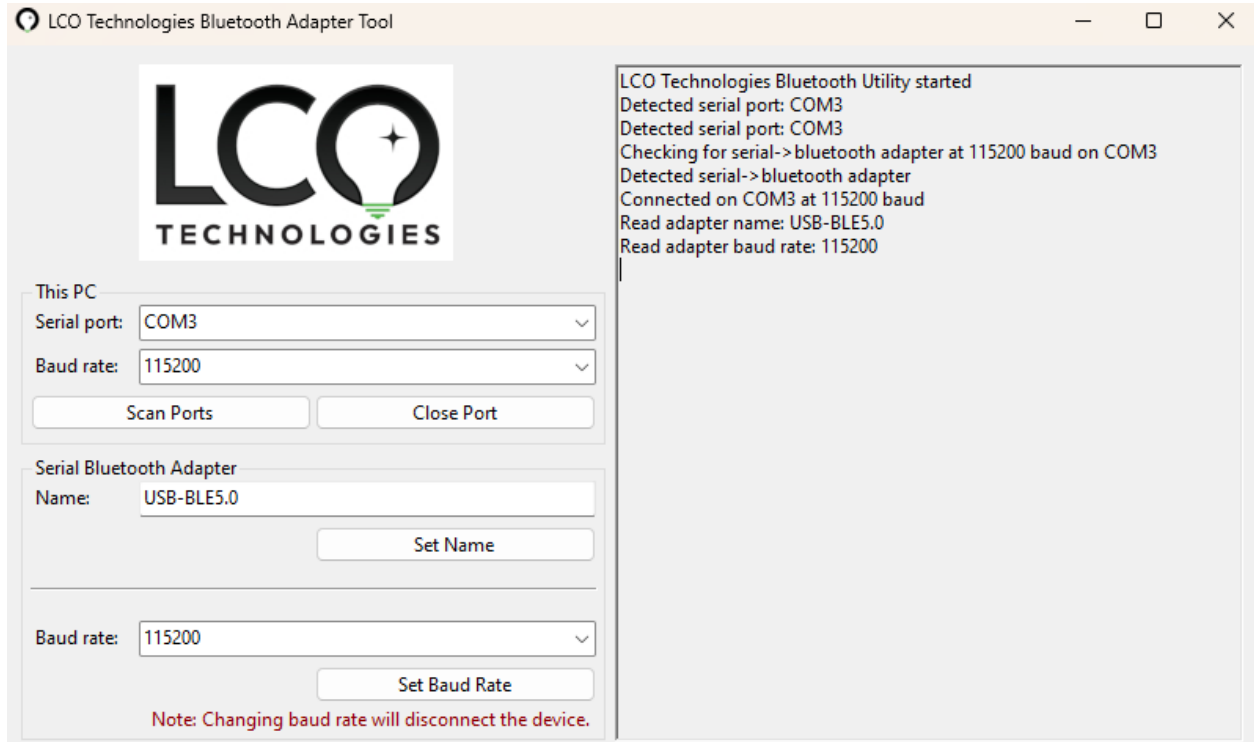 LCO Technologies Bluetooth Adapter Tool
LCO
TECHNOLOGIES
This PC
Serial port: COM3
Baud rate: 115200
Scan Ports Close Port
Serial Bluetooth Adapter
Name: USB-BLE5.0
Set Name
Baud rate: 115200
Set Baud Rate
Note: Changing baud rate will disconnect the device.
LCO Technologies Bluetooth Utility started
Detected serial port: COM3
Detected serial port: COM3
Checking for serial->bluetooth adapter at 115200 baud on COM3
Detected serial->bluetooth adapter
Connected on COM3 at 115200 baud
Read adapter name: USB-BLE5.0
Read adapter baud rate: 115200